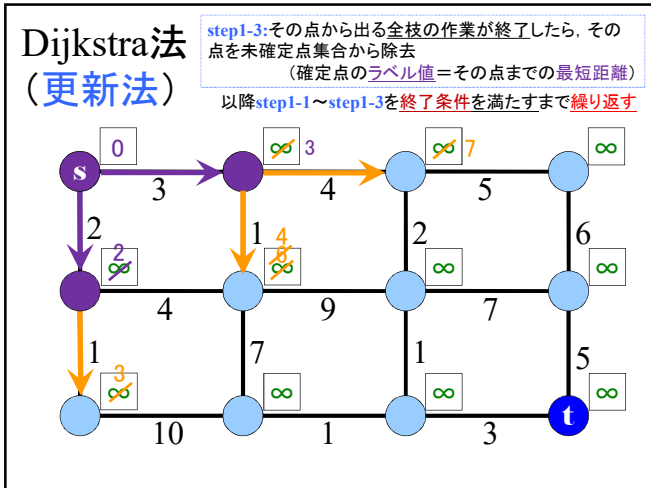 Dijkstra法
(更新法)
step1-3:その点から出る全枝の作業が終了したら，その
点を未確定点集合から除去
(確定点のラベル値＝その点までの最短距離)
以降step1-1～step1-3を終了条件を満たすまで繰り返す
0 ∞ 3 ∞ 7 ∞
s 3 4 5
2 1 2 6
2 ∞ 4 6 ∞ ∞ ∞
4 9 7
1 7 1 5
3 ∞ ∞ ∞ ∞
10 1 3 t